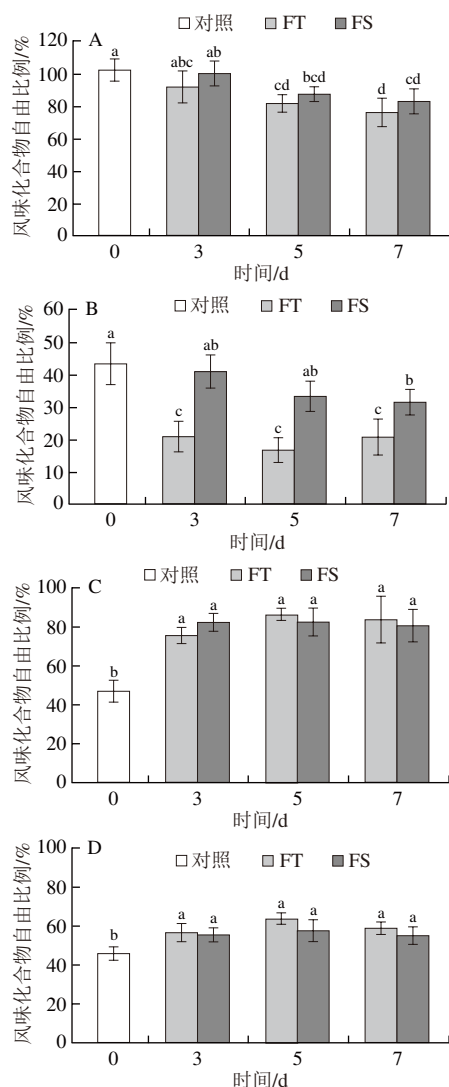 A
对照 FT FS
风味化合物自由比例/%
140
120
100
80
60
40
20
0
a
abc ab
cd bcd
d cd
0 3 5 7
时间/d
B
对照 FT FS
风味化合物自由比例/%
60
50
40
30
20
10
0
a
c ab
c ab
c b
0 3 5 7
时间/d
C
对照 FT FS
风味化合物自由比例/%
100
80
60
40
20
0
b
a a
a a
a a
0 3 5 7
时间/d
D
对照 FT FS
风味化合物自由比例/%
100
80
60
40
20
0
b
a a
a a
a a
0 3 5 7
时间/d